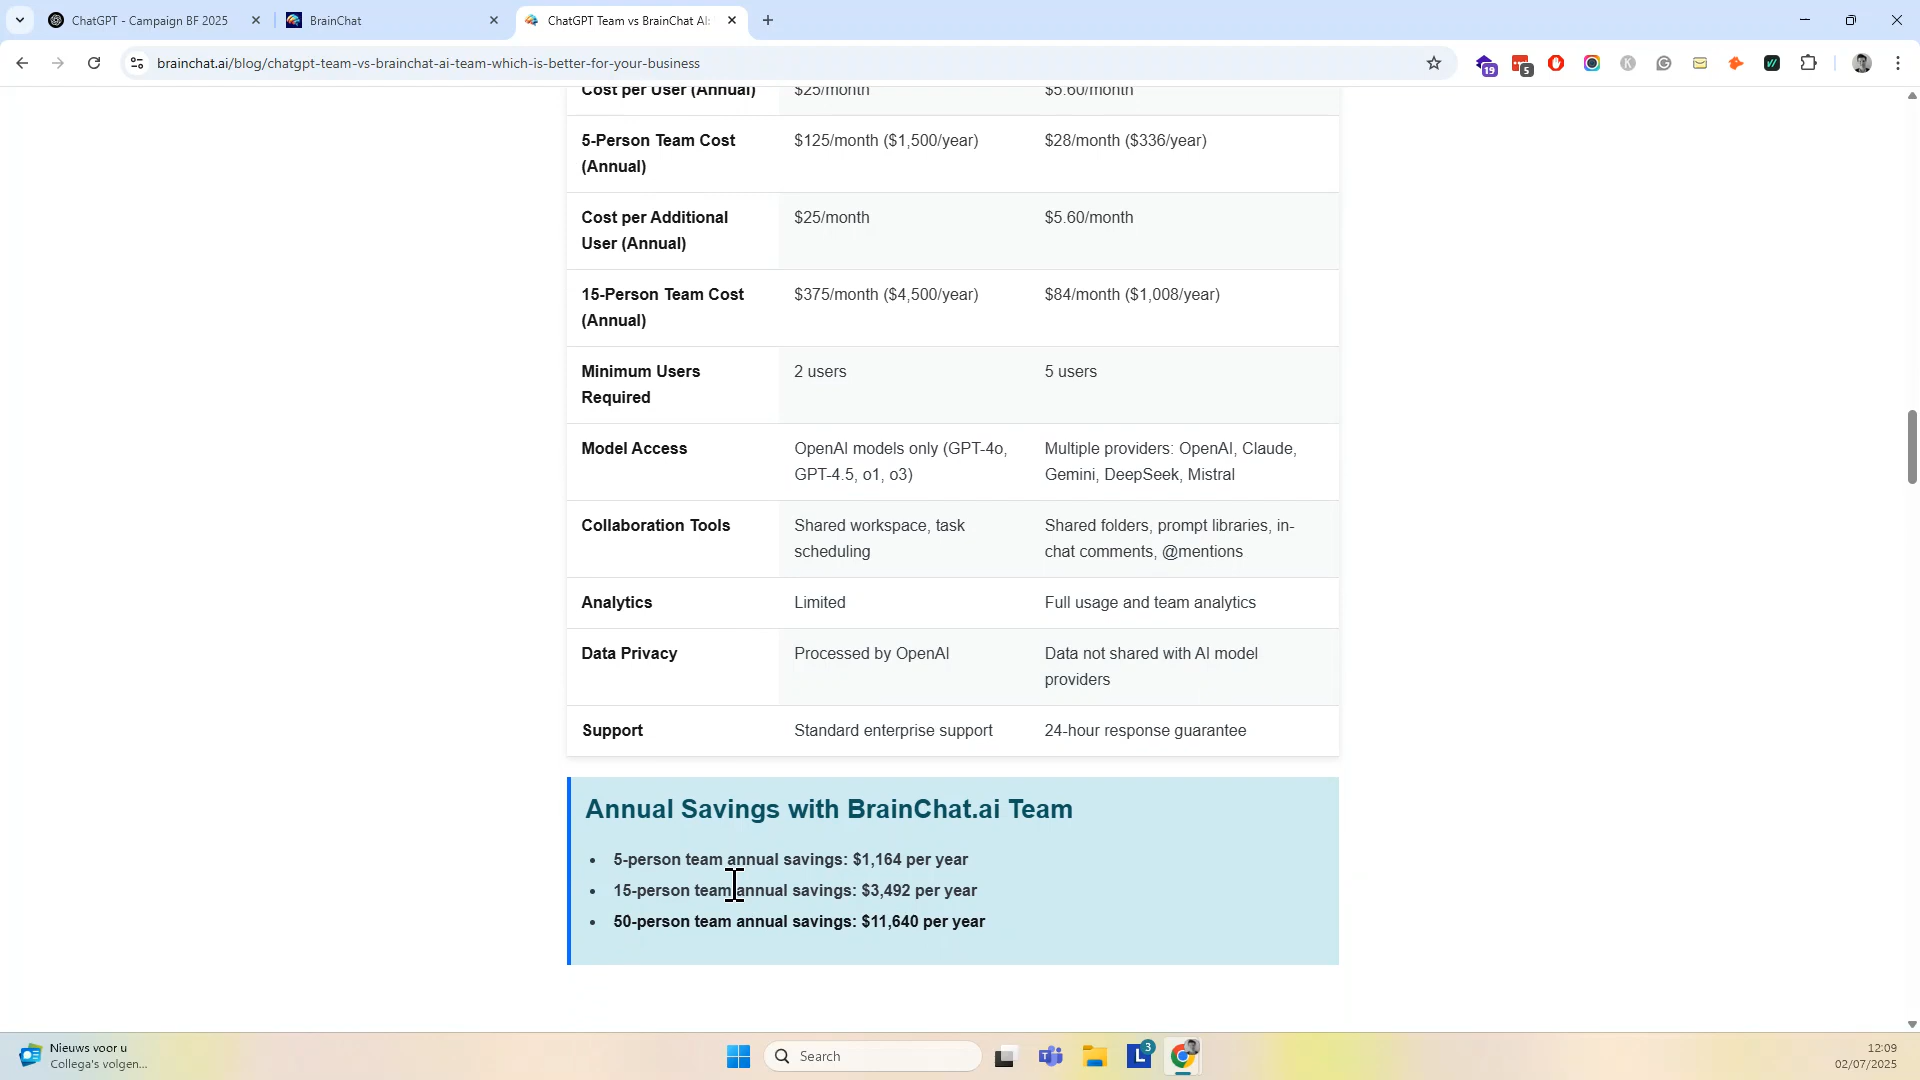 ChatGPT - Campaign BF 2025
BrainChat
ChatGPT Team vs BrainChat AI:
brainchat.ai/blog/chatgpt-team-vs-brainchat-ai-team-which-is-better-for-your-business
19
5
Cost per User (Annual) $25/month $5.60/month
5-Person Team Cost $125/month ($1,500/year) $28/month ($336/year)
(Annual)
Cost per Additional $25/month $5.60/month
User (Annual)
15-Person Team Cost $375/month ($4,500/year) $84/month ($1,008/year)
(Annual)
Minimum Users 2 users 5 users
Required
Model Access OpenAI models only (GPT-4o, Multiple providers: OpenAI, Claude,
GPT-4.5, o1, o3) Gemini, DeepSeek, Mistral
Collaboration Tools Shared workspace, task Shared folders, prompt libraries, in-
scheduling chat comments, @mentions
Analytics Limited Full usage and team analytics
Data Privacy Processed by OpenAI Data not shared with AI model
providers
Support Standard enterprise support 24-hour response guarantee
Annual Savings with BrainChat.ai Team
• 5-person team annual savings: $1,164 per year
• 15-person team annual savings: $3,492 per year
• 50-person team annual savings: $11,640 per year
Nieuws voor u
Collega's volgen...
Search
L
3
12:09
02/07/2025